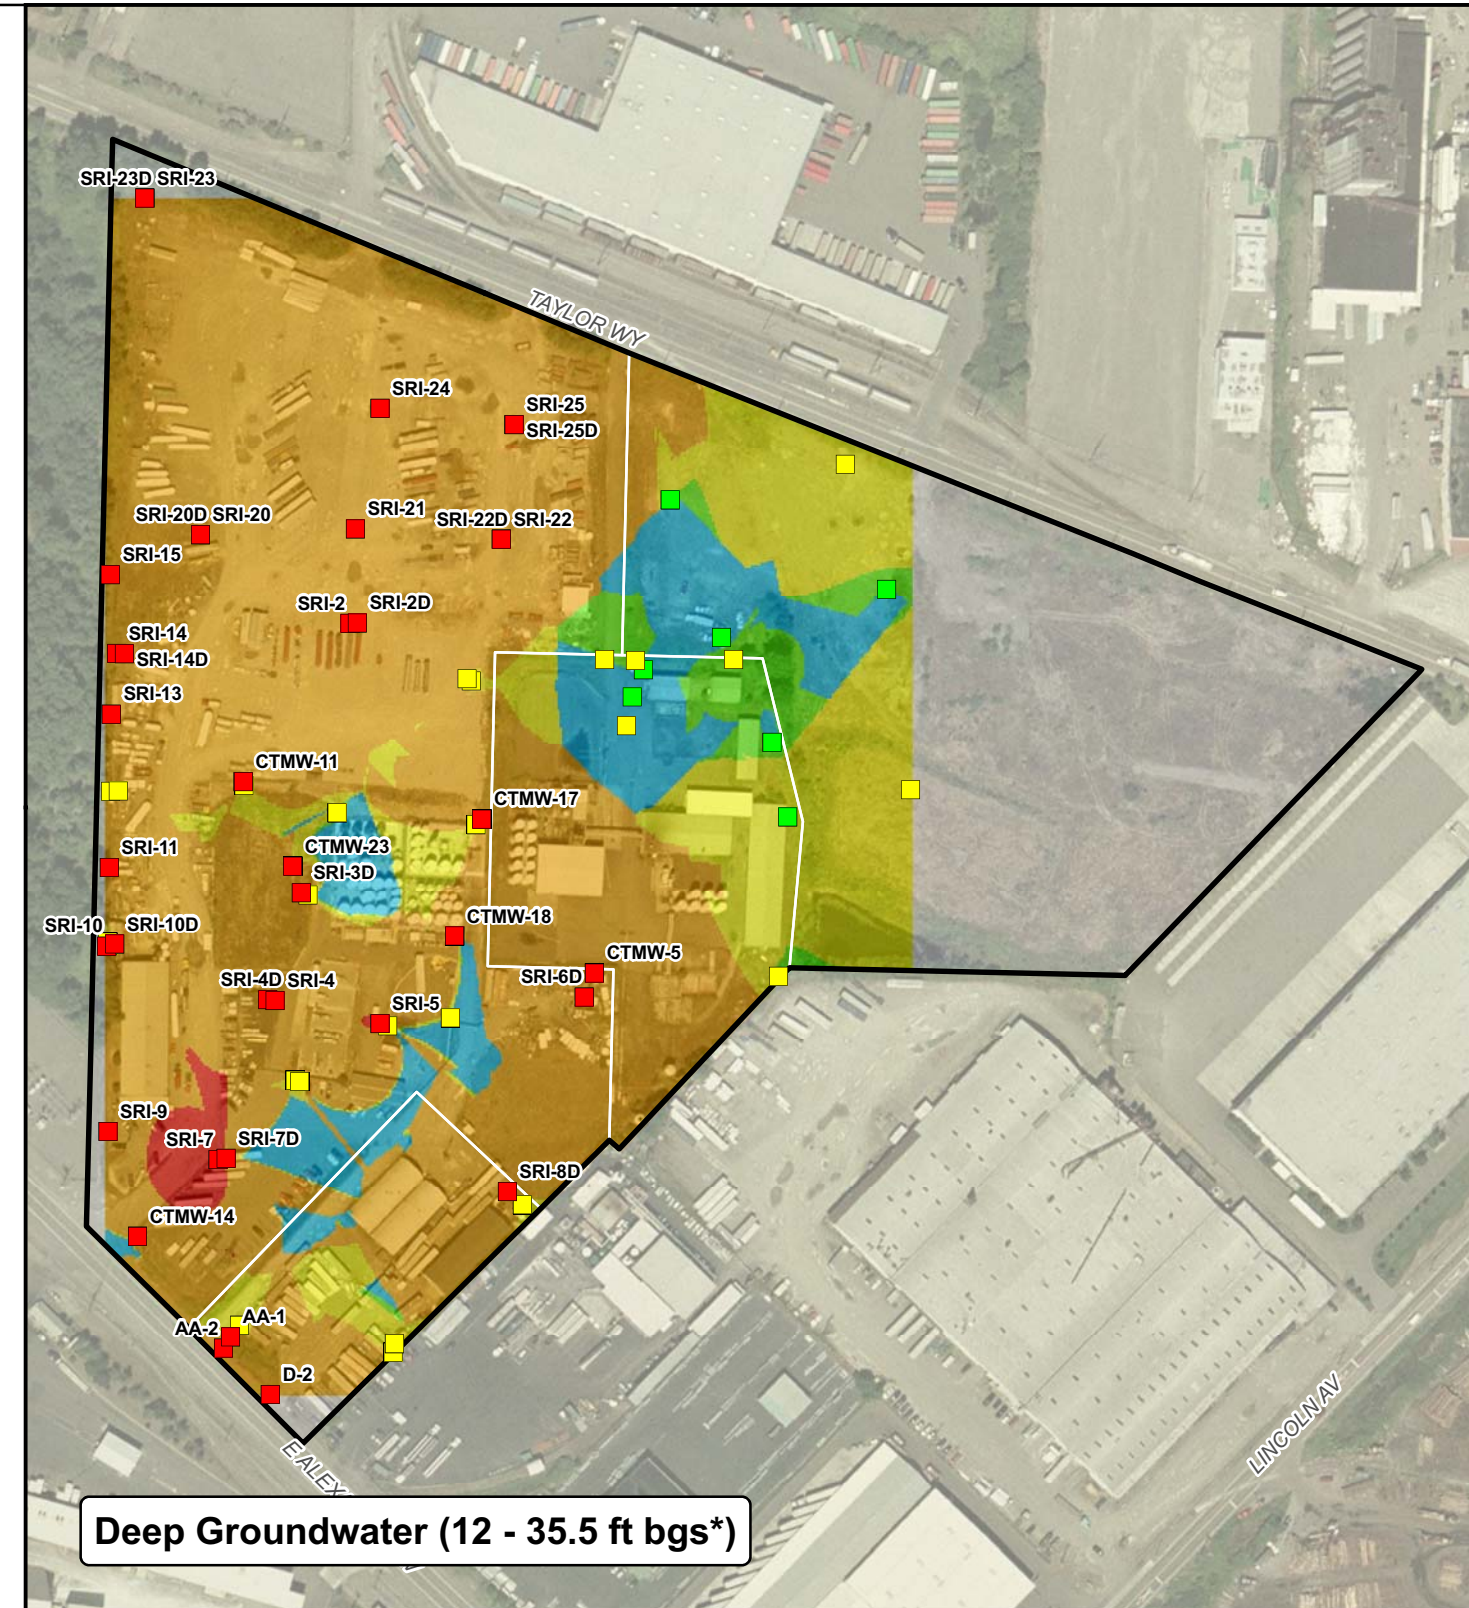 SRI-23D SRI-23
TAYLOR WY
SRI-24
SRI-25
SRI-25D
SRI-20D SRI-20
SRI-21
SRI-22D SRI-22
SRI-15
SRI-2
SRI-2D
SRI-14
SRI-14D
SRI-13
CTMW-11
CTMW-17
SRI-11
CTMW-23
SRI-3D
SRI-10
SRI-10D
CTMW-18
CTMW-5
SRI-6D
SRI-4D SRI-4
SRI-5
SRI-9
SRI-7
SRI-7D
SRI-8D
CTMW-14
AA-1
AA-2
D-2
LINCOLN AV
E ALEX
Deep Groundwater (12 - 35.5 ft bgs*)